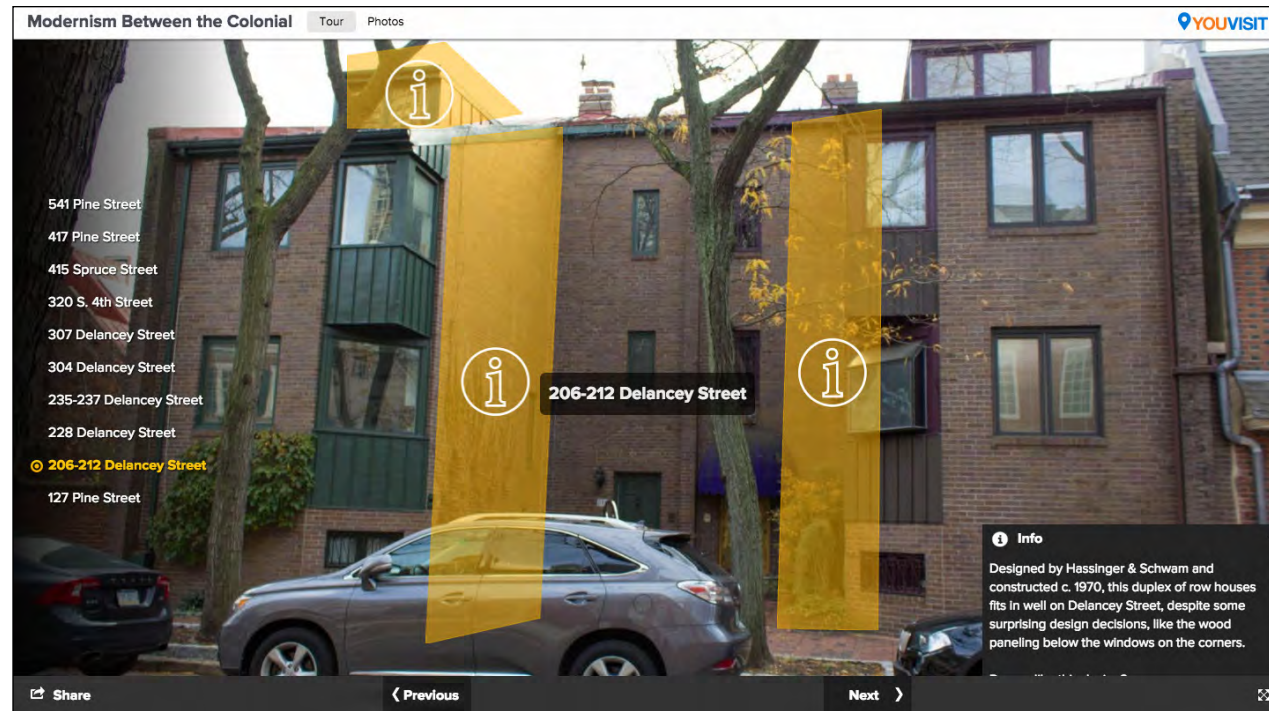 Modernism Between the Colonial Tour Photos YOUVISIT
541 Pine Street
417 Pine Street
415 Spruce Street
320 S. 4th Street
307 Delancey Street
304 Delancey Street
235-237 Delancey Street
228 Delancey Street
206-212 Delancey Street
127 Pine Street
206-212 Delancey Street
Info
Designed by Hassinger & Schwam and
constructed c. 1970, this duplex of row houses
fits in well on Delancey Street, despite some
surprising design decisions, like the wood
paneling below the windows on the corners.
Share Previous Next